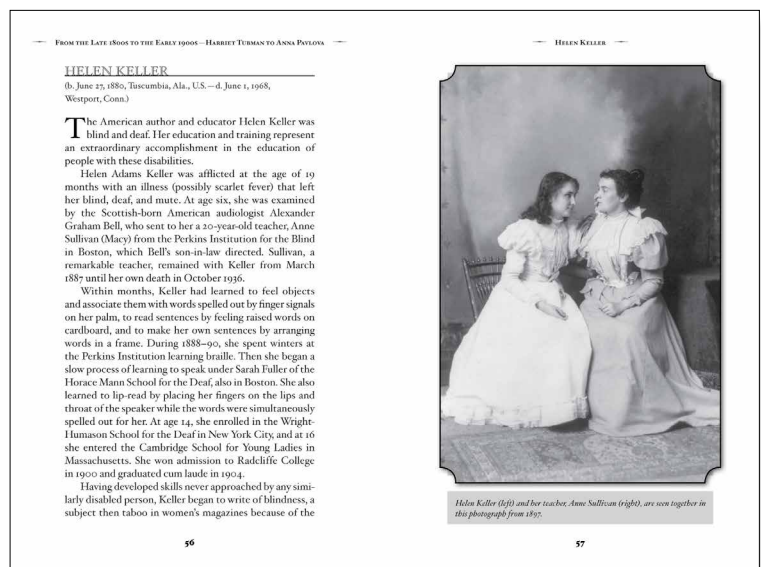 From the Late 1800s to the Early 1900s—Harriet Tubman to Anna Pavlova
HELEN KELLER
(b. June 27, 1880, Tuscumbia, Ala., U.S.—d. June 1, 1968,
Westport, Conn.)
The American author and educator Helen Keller was
blind and deaf. Her education and training represent
an extraordinary accomplishment in the education of
people with these disabilities.
Helen Adams Keller was afflicted at the age of 19
months with an illness (possibly scarlet fever) that left
her blind, deaf, and mute. At age six, she was examined
by the Scottish-born American audiologist Alexander
Graham Bell, who sent to her a 20-year-old teacher, Anne
Sullivan (Macy) from the Perkins Institution for the Blind
in Boston, which Bell's son-in-law directed. Sullivan, a
remarkable teacher, remained with Keller from March
1887 until her own death in October 1936.
Within months, Keller had learned to feel objects
and associate them with words spelled out by finger signals
on her palm, to read sentences by feeling raised words on
cardboard, and to make her own sentences by arranging
words in a frame. During 1888–90, she spent winters at
the Perkins Institution learning braille. Then she began a
slow process of learning to speak under Sarah Fuller of the
Horace Mann School for the Deaf, also in Boston. She also
learned to lip-read by placing her fingers on the lips and
throat of the speaker while the words were simultaneously
spelled out for her. At age 14, she enrolled in the Wright-
Humason School for the Deaf in New York City, and at 16
she entered the Cambridge School for Young Ladies in
Massachusetts. She won admission to Radcliffe College
in 1900 and graduated cum laude in 1904.
Having developed skills never approached by any simi-
larly disabled person, Keller began to write of blindness, a
subject then taboo in women's magazines because of the
56
Helen Keller
Helen Keller (left) and her teacher, Anne Sullivan (right), are seen together in
this photograph from 1897.
57